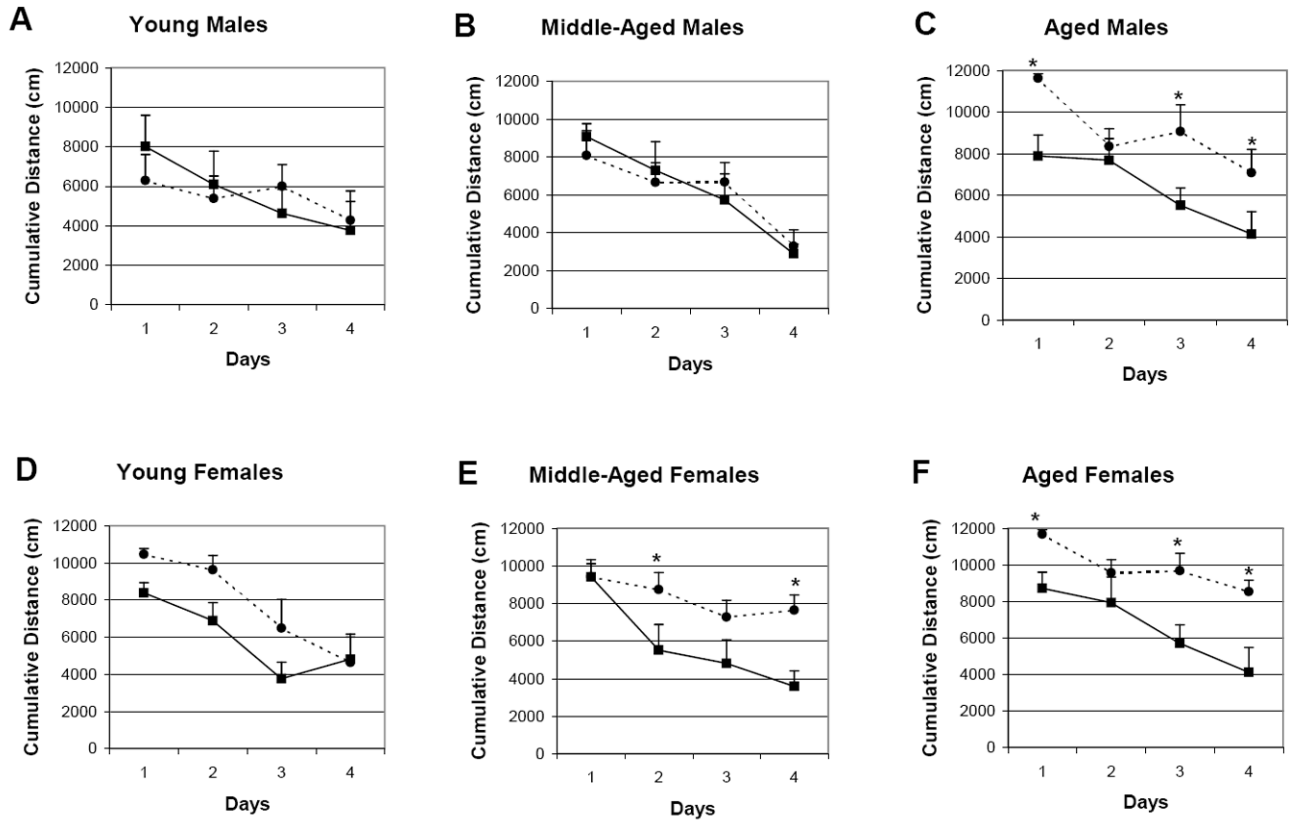 A Young Males
Cumulative Distance (cm)
12000
10000
8000
6000
4000
2000
0
1 2 3 4
Days
B Middle-Aged Males
Cumulative Distance (cm)
12000
10000
8000
6000
4000
2000
0
1 2 3 4
Days
C Aged Males
Cumulative Distance (cm)
12000
10000
8000
6000
4000
2000
0
* * *
1 2 3 4
Days
D Young Females
Cumulative Distance (cm)
12000
10000
8000
6000
4000
2000
0
1 2 3 4
Days
E Middle-Aged Females
Cumulative Distance (cm)
12000
10000
8000
6000
4000
2000
0
* *
1 2 3 4
Days
F Aged Females
Cumulative Distance (cm)
12000
10000
8000
6000
4000
2000
0
* * *
1 2 3 4
Days